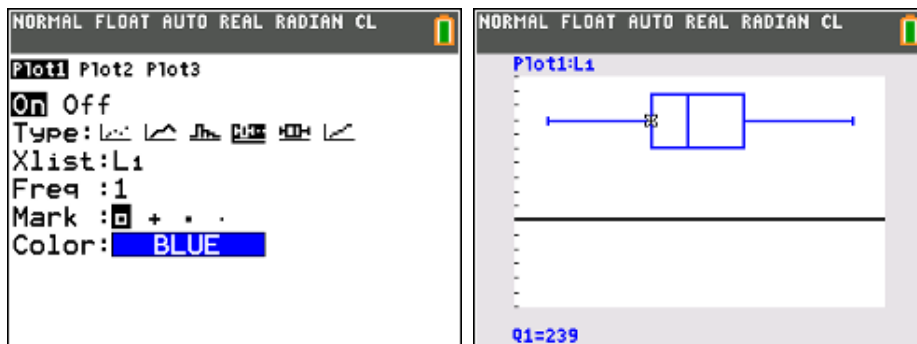 NORMAL FLOAT AUTO REAL RADIAN CL
Plot1 Plot2 Plot3
On Off
Type:
Xlist:L₁
Freq :1
Mark :
Color: BLUE
NORMAL FLOAT AUTO REAL RADIAN CL
Plot1:L₁
Q1=239